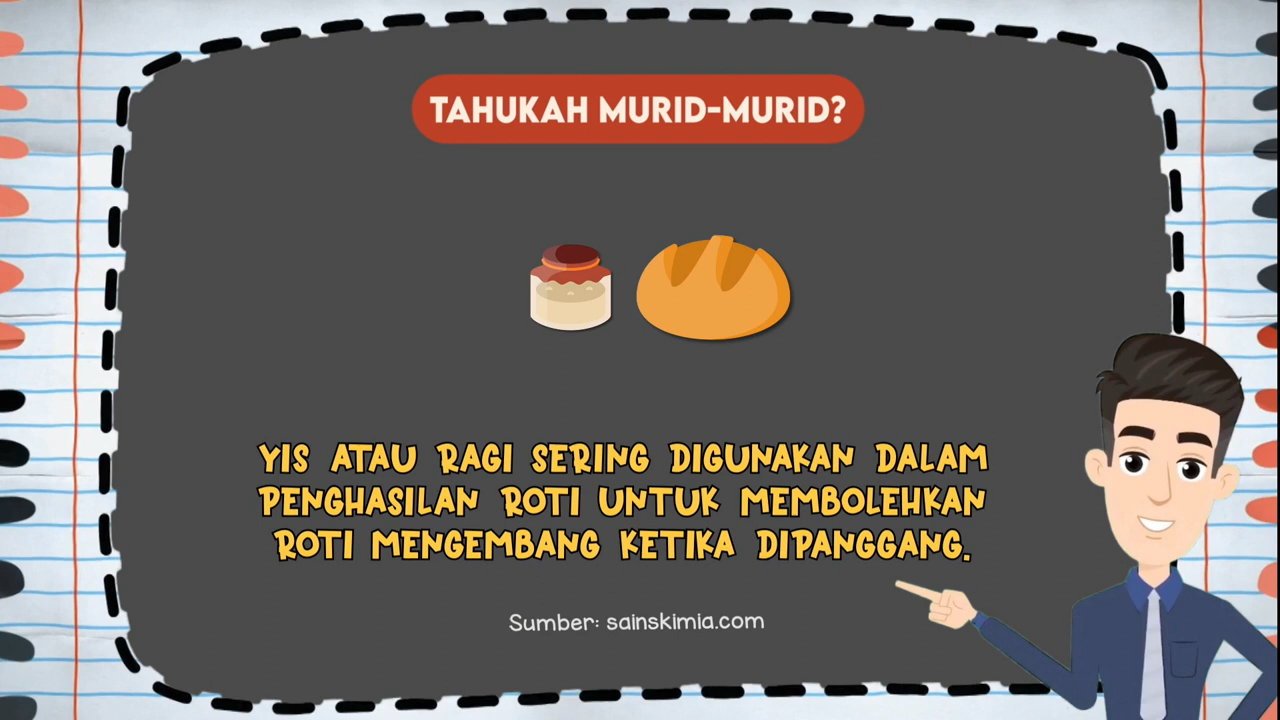 TAHUKAH MURID-MURID?
YIS ATAU RAGI SERING DIGUNAKAN DALAM
PENGHASILAN ROTI UNTUK MEMBOLEHKAN
ROTI MENGEMBANG KETIKA DIPANGGANG.
Sumber: sainskimia.com